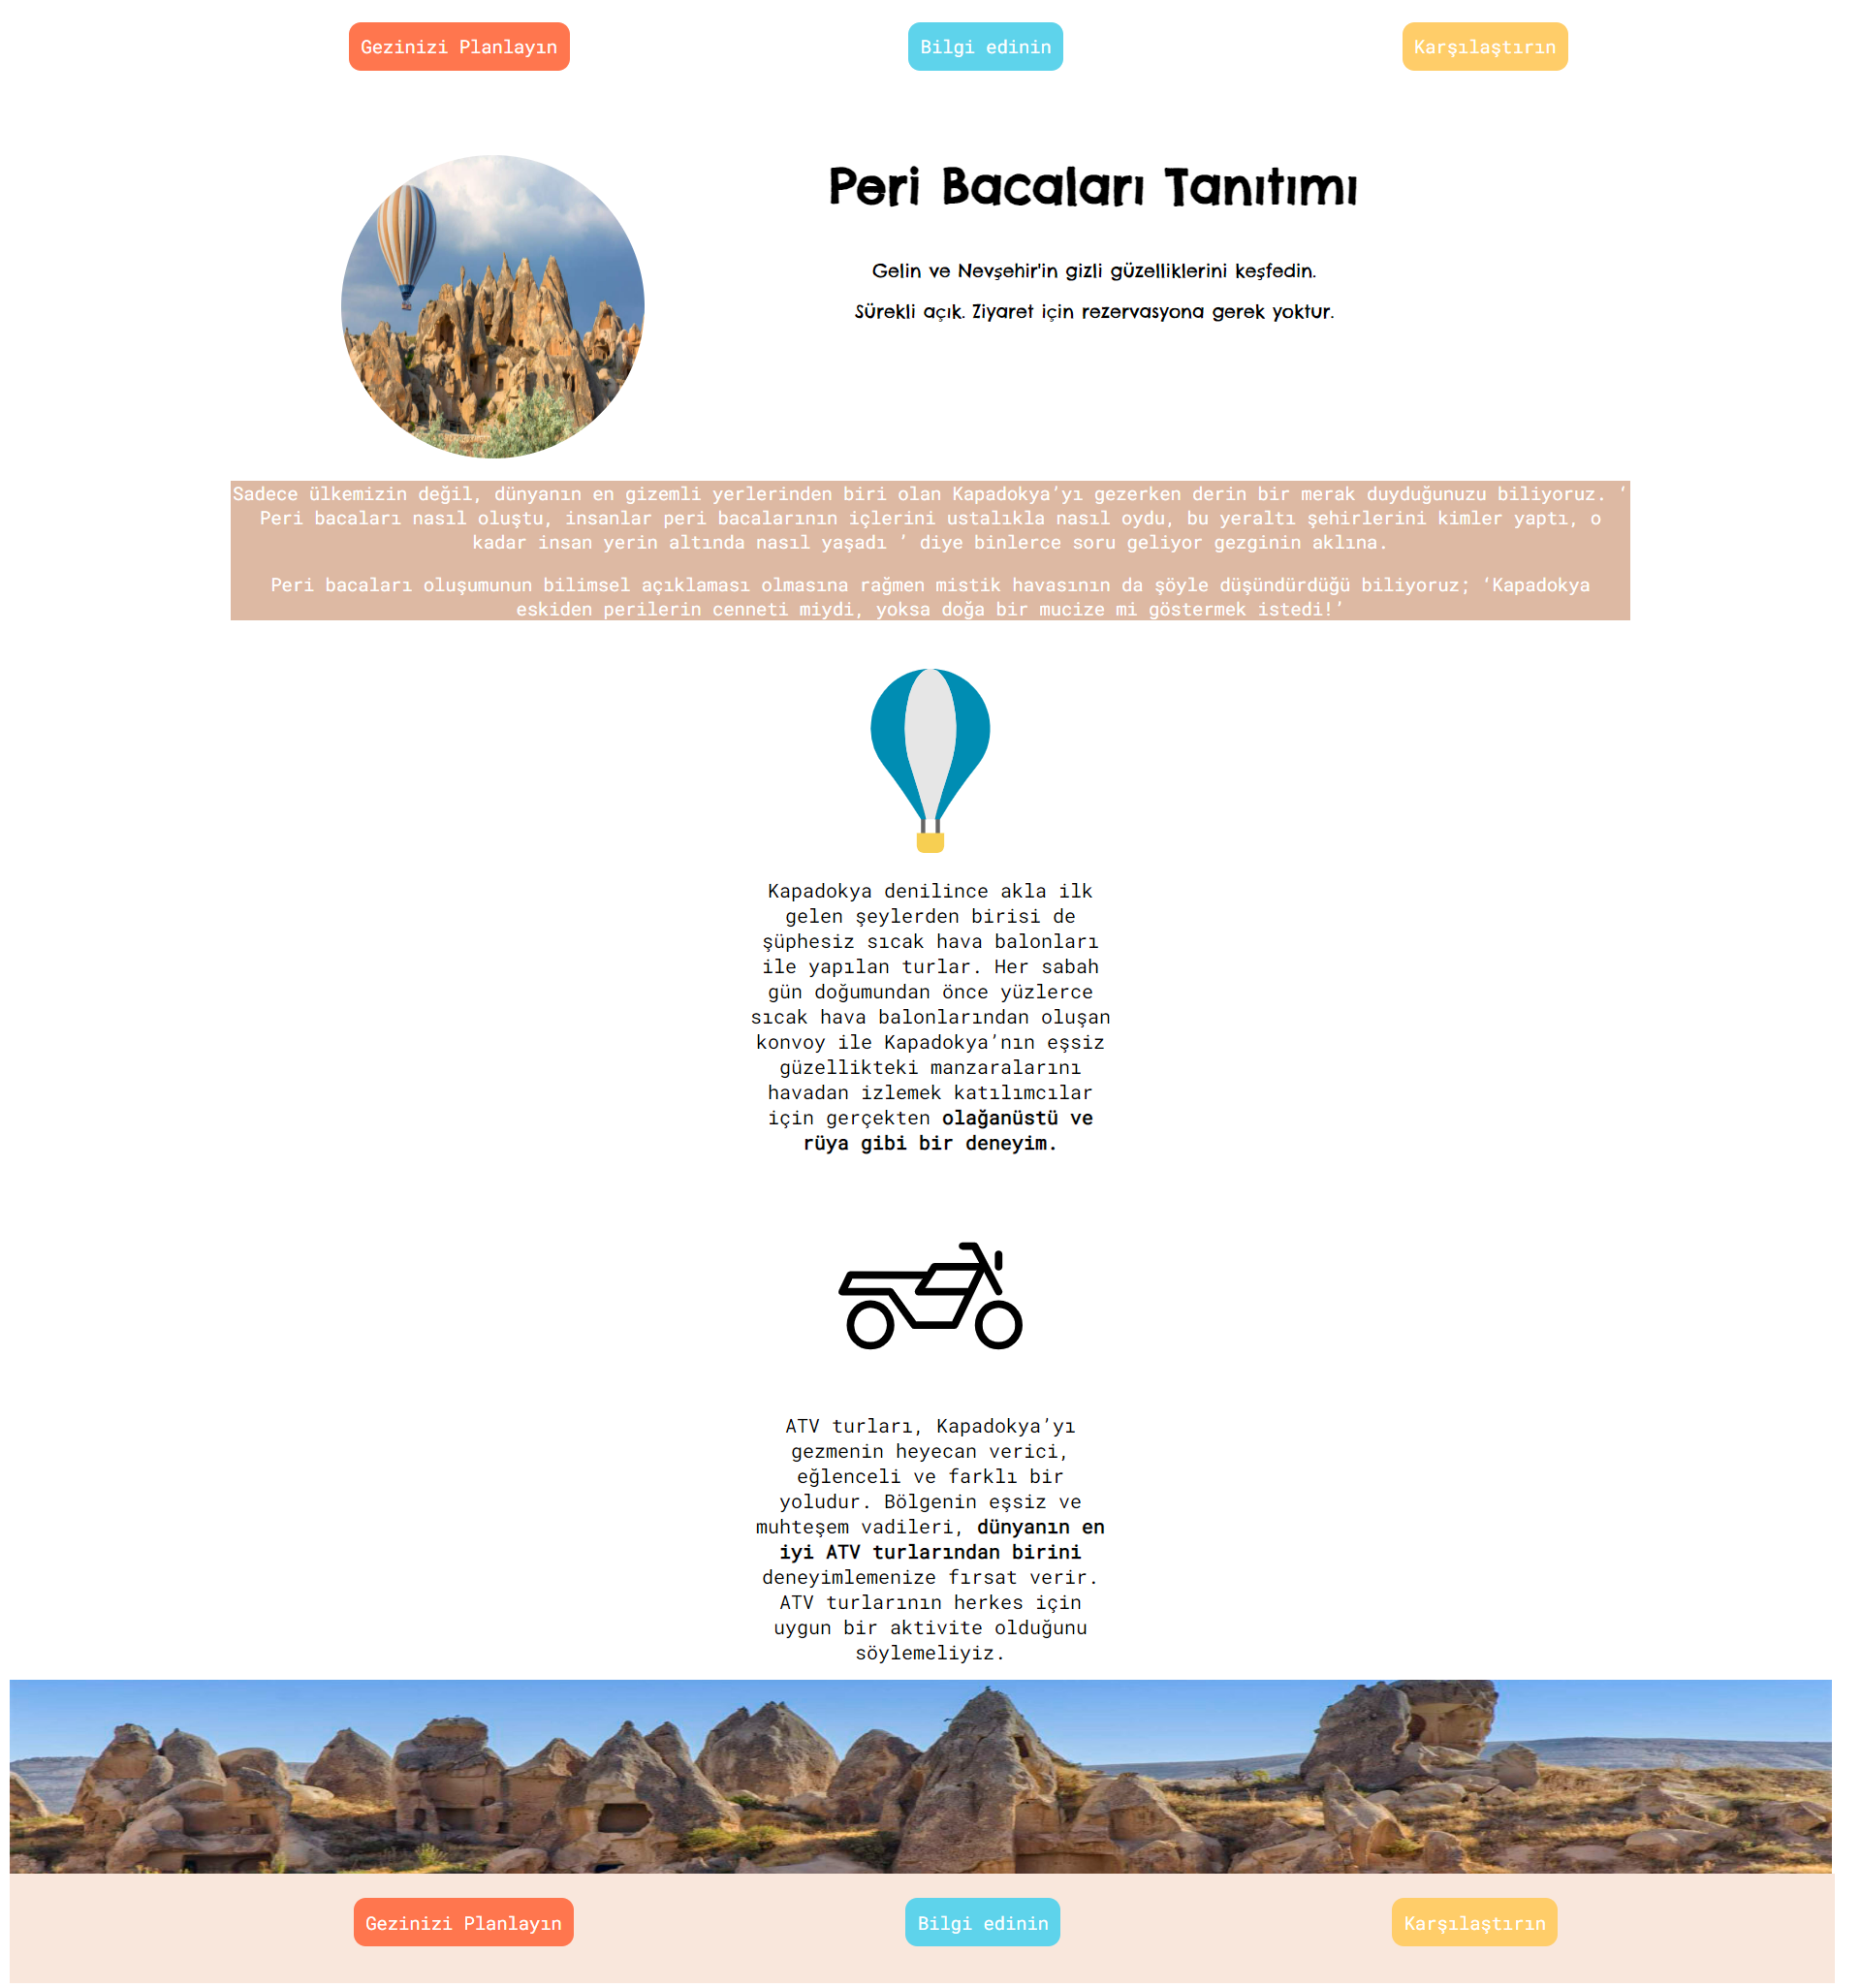 Gezinizi Planlayın
Bilgi edinin
Karşılaştırın
Peri Bacaları Tanıtımı
Gelin ve Nevşehir'in gizli güzelliklerini keşfedin.
Sürekli açık. Ziyaret için rezervasyona gerek yoktur.
Sadece ülkemizin değil, dünyanın en gizemli yerlerinden biri olan Kapadokya’yı gezerken derin bir merak duyduğunuzu biliyoruz. ‘
Peri bacaları nasıl oluştu, insanlar peri bacalarının içlerini ustalıkla nasıl oydu, bu yeraltı şehirlerini kimler yaptı, o
kadar insan yerin altında nasıl yaşadı ’ diye binlerce soru geliyor gezginin aklına.
Peri bacaları oluşumunun bilimsel açıklaması olmasına rağmen mistik havasının da şöyle düşündürdüğü biliyoruz; ‘Kapadokya
eskiden perilerin cenneti miydi, yoksa doğa bir mucize mi göstermek istedi!’
Kapadokya denilince akla ilk
gelen şeylerden birisi de
şüphesiz sıcak hava balonları
ile yapılan turlar. Her sabah
gün doğumundan önce yüzlerce
sıcak hava balonlarından oluşan
konvoy ile Kapadokya’nın eşsiz
güzellikteki manzaralarını
havadan izlemek katılımcılar
için gerçekten olağanüstü ve
rüya gibi bir deneyim.
ATV turları, Kapadokya’yı
gezmenin heyecan verici,
eğlenceli ve farklı bir
yoludur. Bölgenin eşsiz ve
muhteşem vadileri, dünyanın en
iyi ATV turlarından birini
deneyimlemenize fırsat verir.
ATV turlarının herkes için
uygun bir aktivite olduğunu
söylemeliyiz.
Gezinizi Planlayın
Bilgi edinin
Karşılaştırın